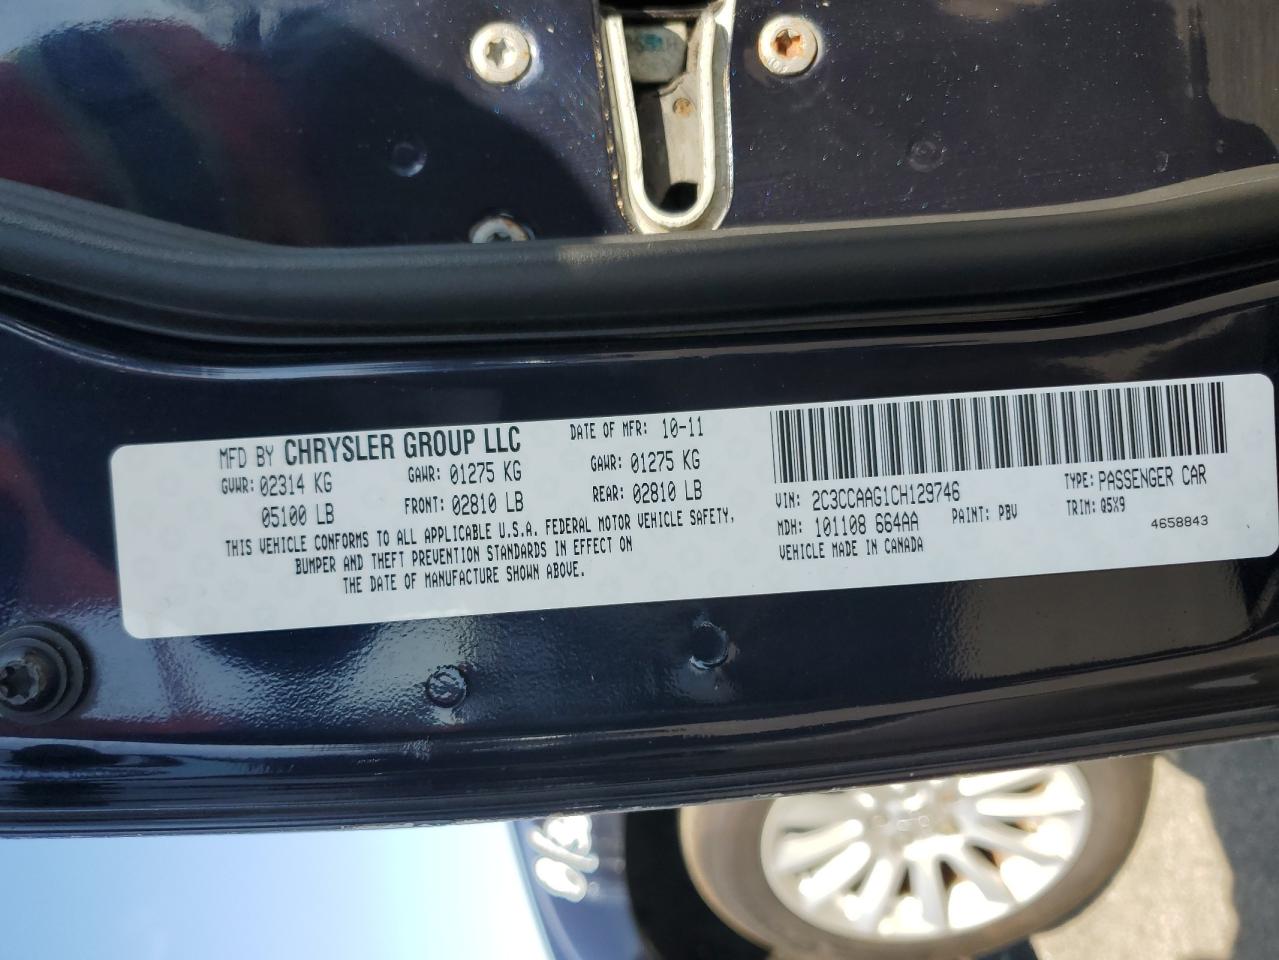 MFD BY CHRYSLER GROUP LLC DATE OF MFR: 10-11
GVWR: 02314 KG GAWR: 01275 KG GAWR: 01275 KG
05100 LB FRONT: 02810 LB REAR: 02810 LB
THIS VEHICLE CONFORMS TO ALL APPLICABLE U.S.A. FEDERAL MOTOR VEHICLE SAFETY,
BUMPER AND THEFT PREVENTION STANDARDS IN EFFECT ON
THE DATE OF MANUFACTURE SHOWN ABOVE.
VIN: 2C3CCAAG1CH129746 TYPE: PASSENGER CAR
MDH: 101108 664AA PAINT: PBV TRIM: Q5X9
VEHICLE MADE IN CANADA 4658843